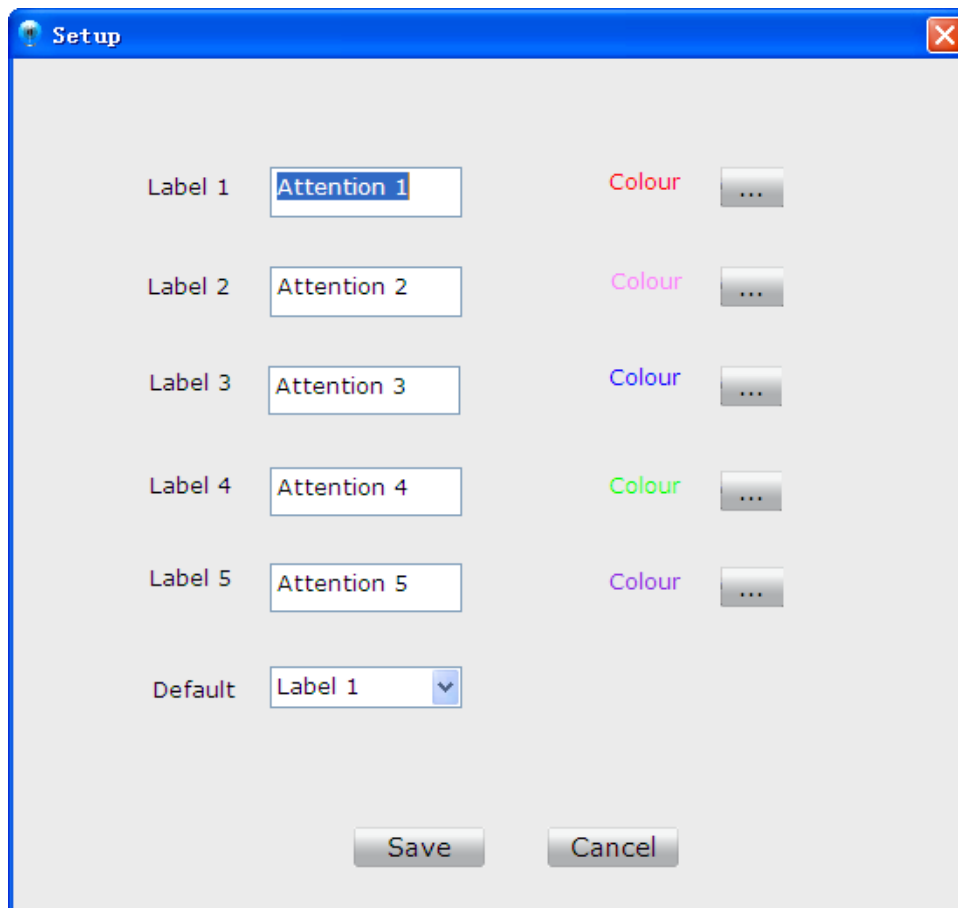 Setup
Label 1 Attention 1 Colour ...
Label 2 Attention 2 Colour ...
Label 3 Attention 3 Colour ...
Label 4 Attention 4 Colour ...
Label 5 Attention 5 Colour ...
Default Label 1
Save Cancel